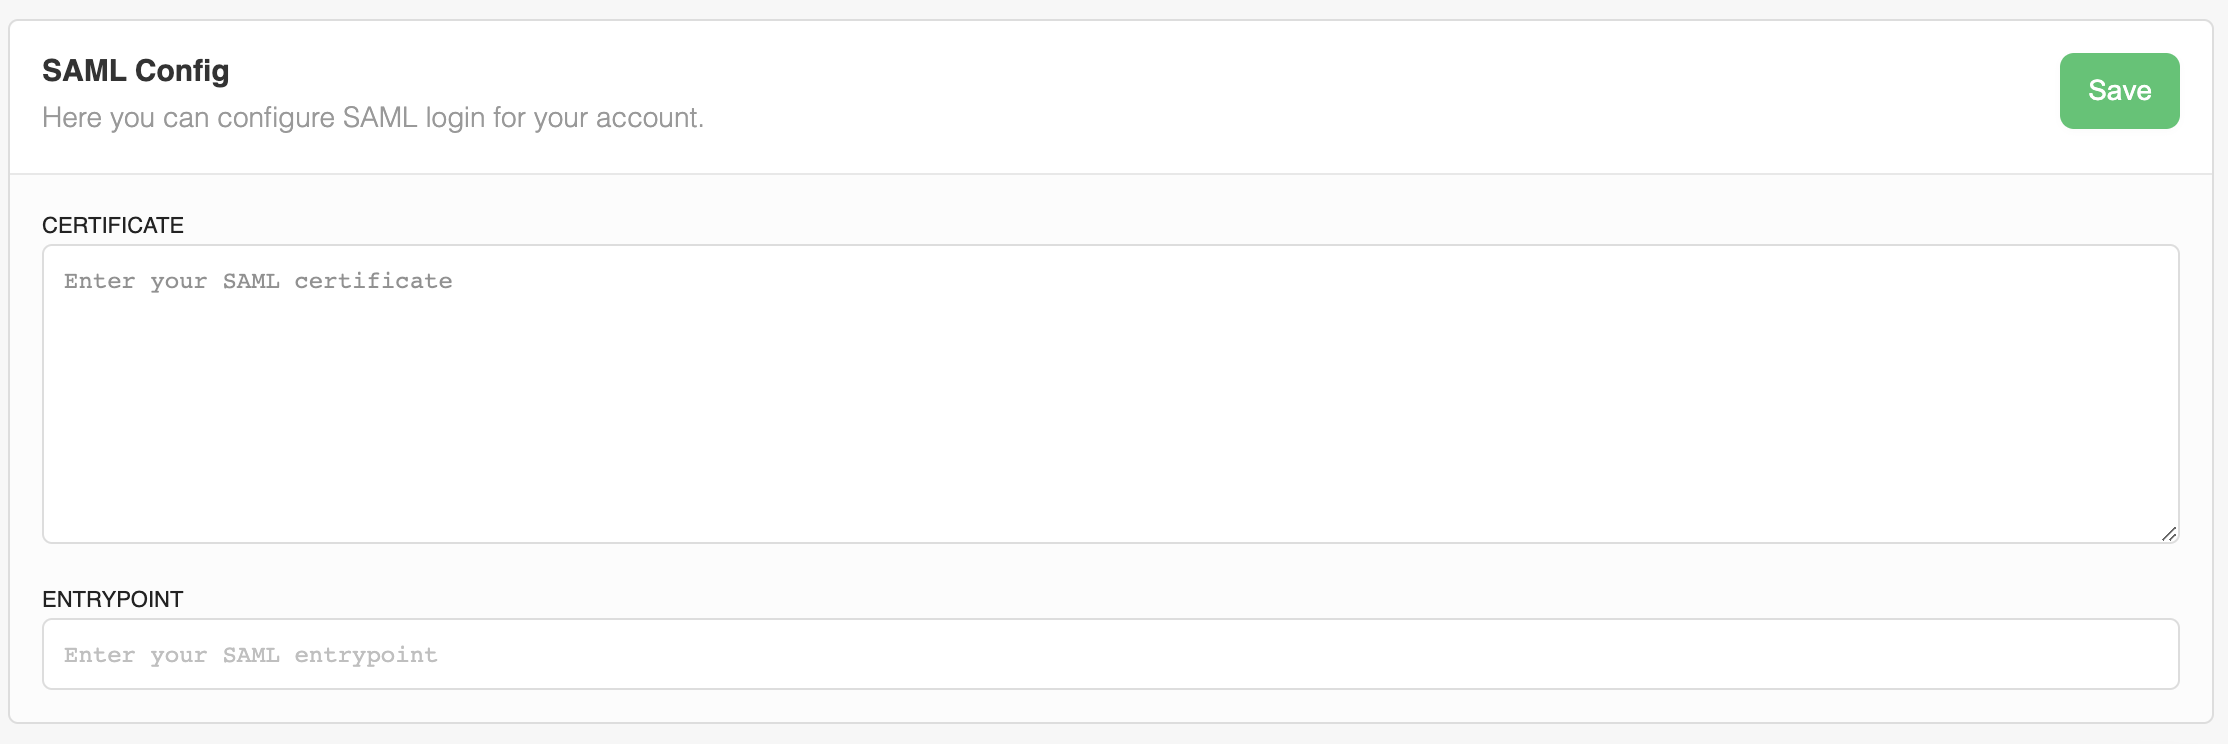 SAML Config
Here you can configure SAML login for your account.
Save
CERTIFICATE
Enter your SAML certificate
ENTRYPOINT
Enter your SAML entrypoint